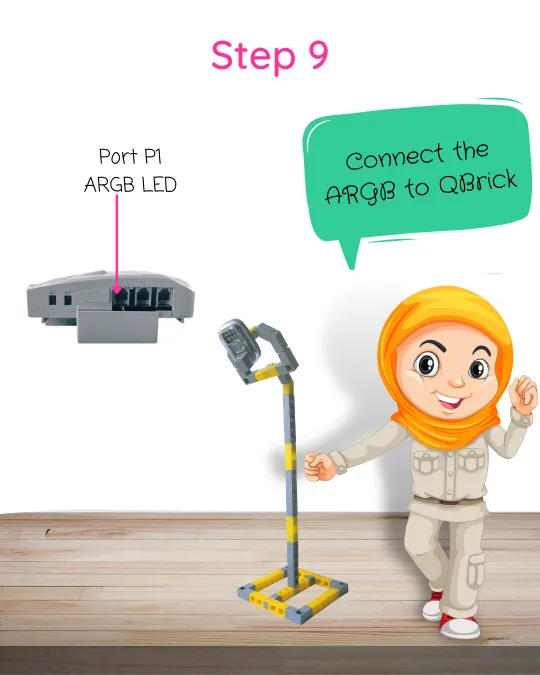 Step 9
Port P1
ARGB LED
Connect the
ARGB to QBrick